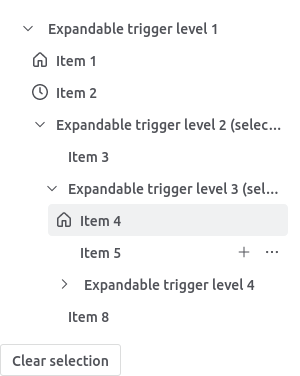 Expandable trigger level 1
Item 1
Item 2
Expandable trigger level 2 (selec...
Item 3
Expandable trigger level 3 (sel...
Item 4
Item 5
Expandable trigger level 4
Item 8
Clear selection